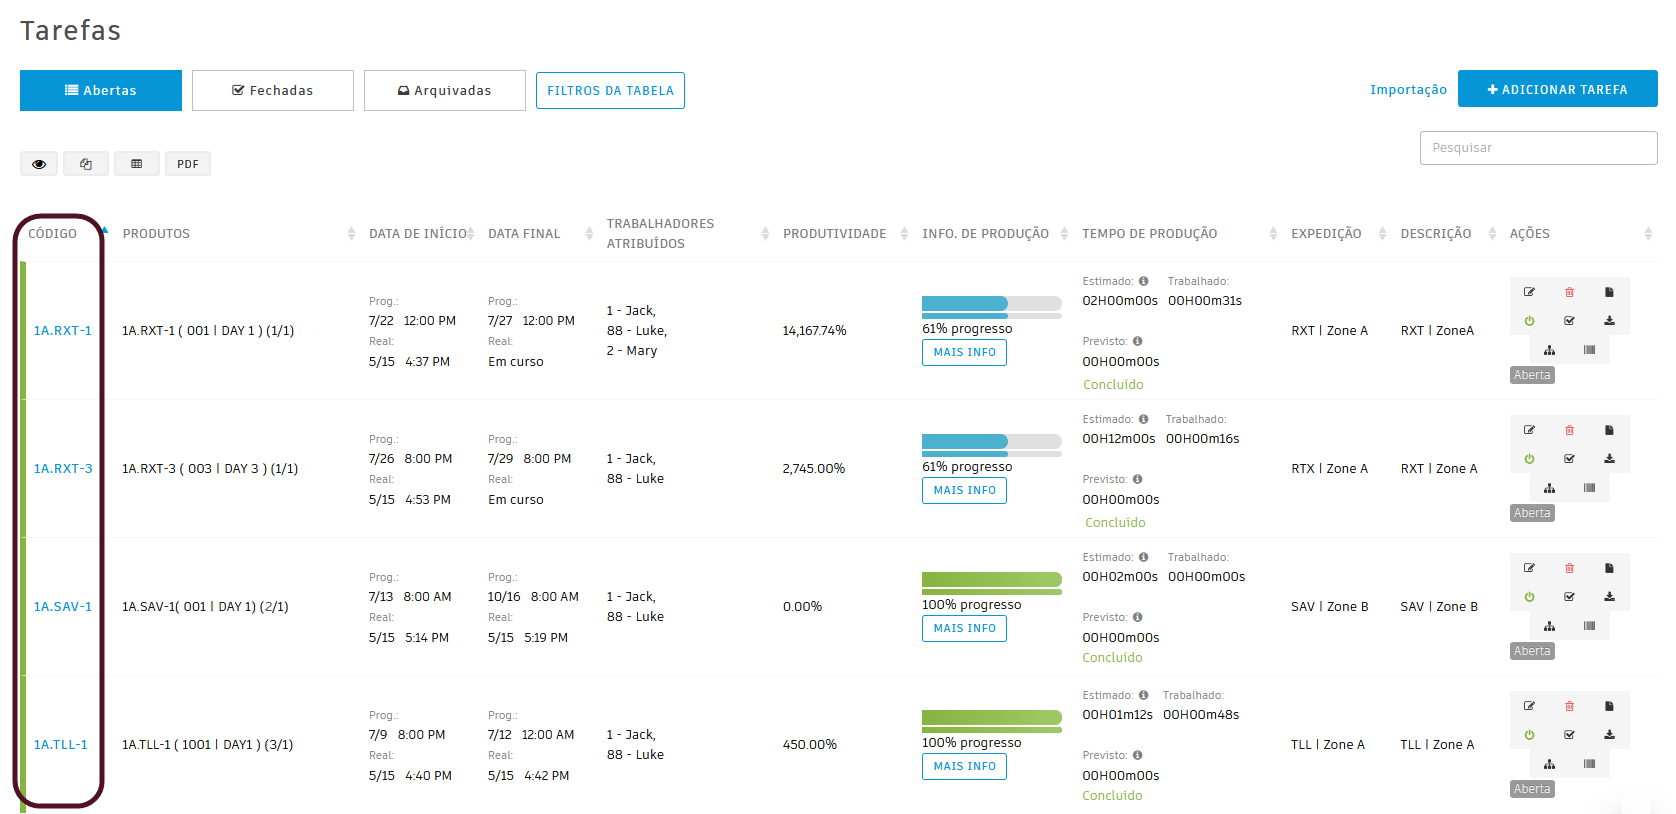 Tarefas
Abertas
Fechadas
Arquivadas
FILTROS DA TABELA
Importação
ADICIONAR TAREFA
Pesquisar
PDF
CÓDIGO
PRODUTOS
DATA DE INÍCIO
DATA FINAL
TRABALHADORES
ATRIBUÍDOS
PRODUTIVIDADE
INFO. DE PRODUÇÃO
TEMPO DE PRODUÇÃO
EXPEDIÇÃO
DESCRIÇÃO
AÇÕES
1A.RXT-1
1A.RXT-1 ( 001 | DAY 1 ) (1/1)
Prog.:
7/22 12:00 PM
Real:
5/15 4:37 PM
Prog.:
7/27 12:00 PM
Real:
Em curso
1 - Jack,
88 - Luke,
2 - Mary
14,167.74%
61% progresso
MAIS INFO
Estimado: Trabalhado:
02H00m00s 00H00m31s
Previsto:
00H00m00s
Concluído
RXT | Zone A
RXT | ZoneA
Aberta
1A.RXT-3
1A.RXT-3 ( 003 | DAY 3 ) (1/1)
Prog.:
7/26 8:00 PM
Real:
5/15 4:53 PM
Prog.:
7/29 8:00 PM
Real:
Em curso
1 - Jack,
88 - Luke
2,745.00%
61% progresso
MAIS INFO
Estimado: Trabalhado:
00H12m00s 00H00m16s
Previsto:
00H00m00s
Concluído
RTX | Zone A
RXT | Zone A
Aberta
1A.SAV-1
1A.SAV-1( 001 | DAY 1) (2/1)
Prog.:
7/13 8:00 AM
Real:
5/15 5:14 PM
Prog.:
10/16 8:00 AM
Real:
5/15 5:19 PM
1 - Jack,
88 - Luke
0.00%
100% progresso
MAIS INFO
Estimado: Trabalhado:
00H02m00s 00H00m00s
Previsto:
00H00m00s
Concluído
SAV | Zone B
SAV | Zone B
Aberta
1A.TLL-1
1A.TLL-1 ( 1001 | DAY1 ) (3/1)
Prog.:
7/9 8:00 PM
Real:
5/15 4:40 PM
Prog.:
7/12 12:00 AM
Real:
5/15 4:42 PM
1 - Jack,
88 - Luke
450.00%
100% progresso
MAIS INFO
Estimado: Trabalhado:
00H01m12s 00H00m48s
Previsto:
00H00m00s
Concluído
TLL | Zone A
TLL | Zone A
Aberta